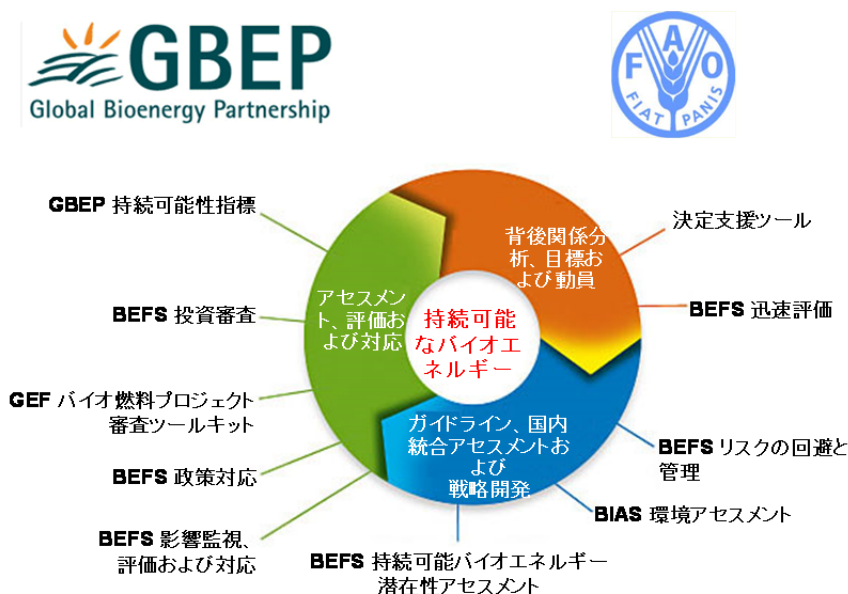 GBEP
Global Bioenergy Partnership
F A O
FIAT PANIS
GBEP 持続可能性指標
BEFS 投資審査
GEF バイオ燃料プロジェクト
審査ツールキット
BEFS 政策対応
BEFS 影響監視、
評価および対応
アセスメン
ト、評価お
よび対応
背後関係分
析、目標お
よび動員
持続可能
なバイオエ
ネルギー
ガイドライン、国内
統合アセスメントお
よび
戦略開発
決定支援ツール
BEFS 迅速評価
BEFS リスクの回避と
管理
BIAS 環境アセスメント
BEFS 持続可能バイオエネルギー
潜在性アセスメント